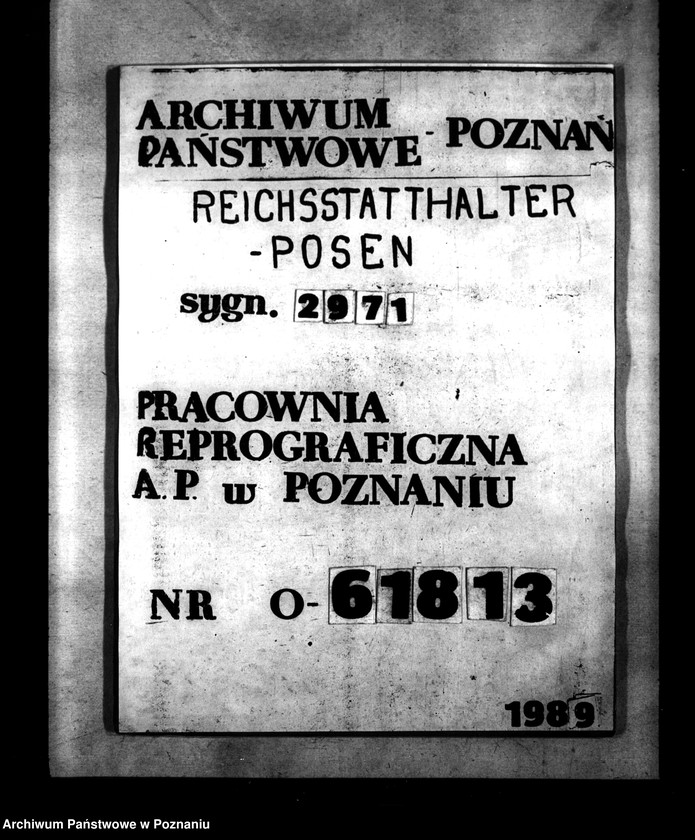 ARCHIWUM
PAŃSTWOWE - POZNAŃ
REICHSSTATTHALTER
-POSEN
sygn. 2971
PRACOWNIA
REPROGRAFICZNA
A.P. w POZNANIU
NR O-61813
1989
Archiwum Państwowe w Poznaniu